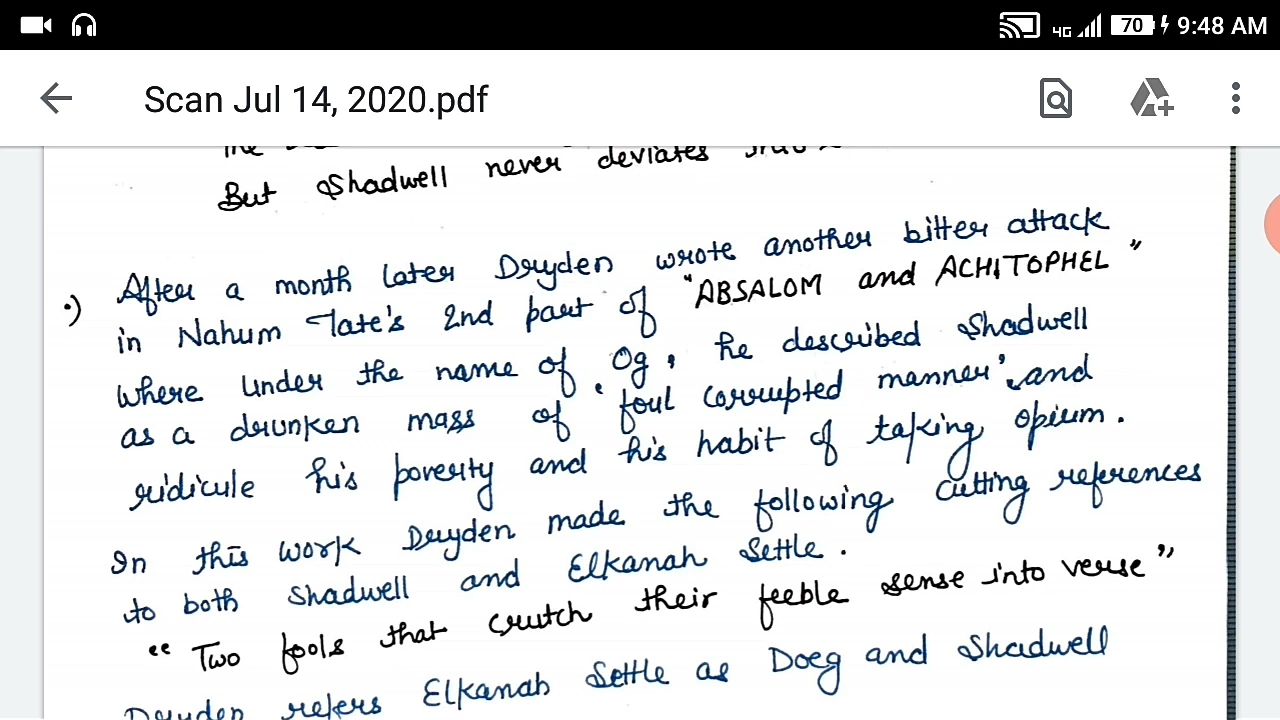 4G 70 9:48 AM
Scan Jul 14, 2020.pdf
The
But Shadwell never deviates into
•) After a month later Dryden wrote another bitter attack
in Nahum Tate's 2nd part of "ABSALOM and ACHITOPHEL"
where under the name of 'Og', he described Shadwell
as a drunken mass of 'foul corrupted manner', and
ridicule his poverty and his habit of taking opium.
In this work Dryden made the following cutting references
to both Shadwell and Elkanah Settle.
"Two fools that crutch their feeble sense into verse"
Dryden refers Elkanah Settle as Doeg and Shadwell